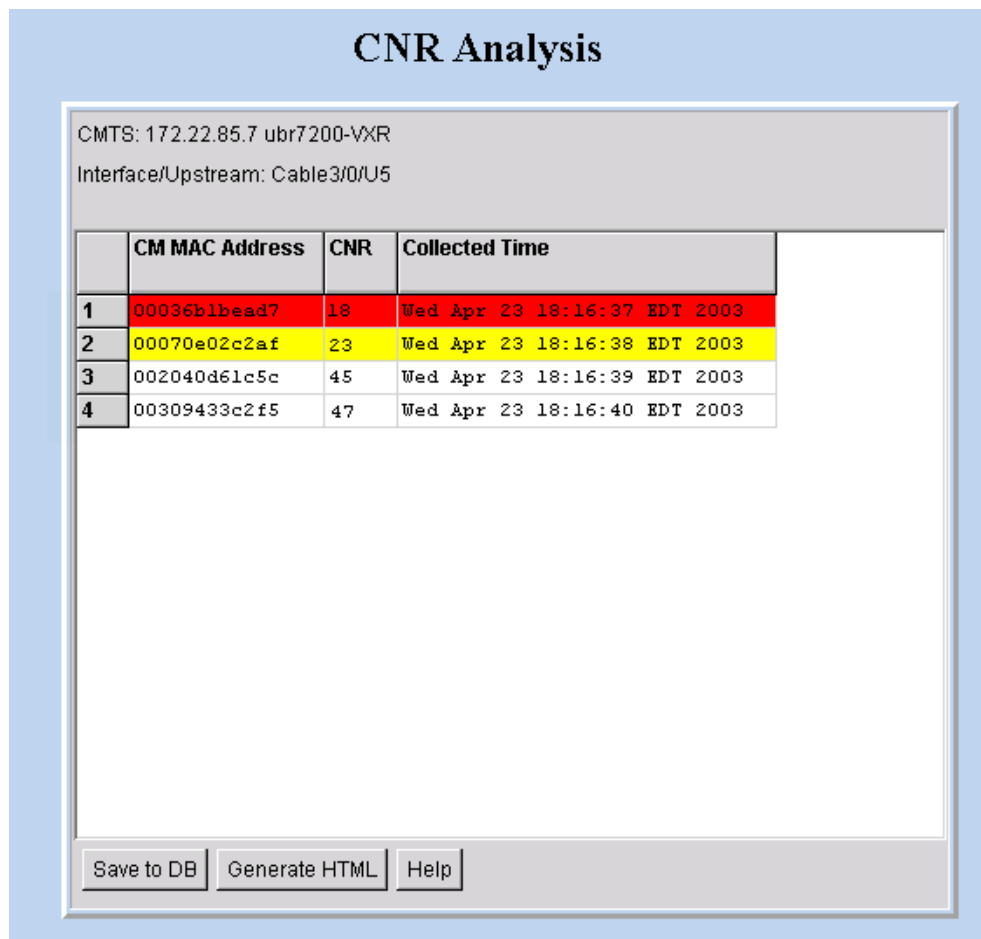 CNR Analysis
CMTS: 172.22.85.7 ubr7200-VXR
Interface/Upstream: Cable3/0/U5
CM MAC Address CNR Collected Time
1 00036b1bead7 18 Wed Apr 23 18:16:37 EDT 2003
2 00070e02c2af 23 Wed Apr 23 18:16:38 EDT 2003
3 002040d61c5c 45 Wed Apr 23 18:16:39 EDT 2003
4 00309433c2f5 47 Wed Apr 23 18:16:40 EDT 2003
Save to DB Generate HTML Help